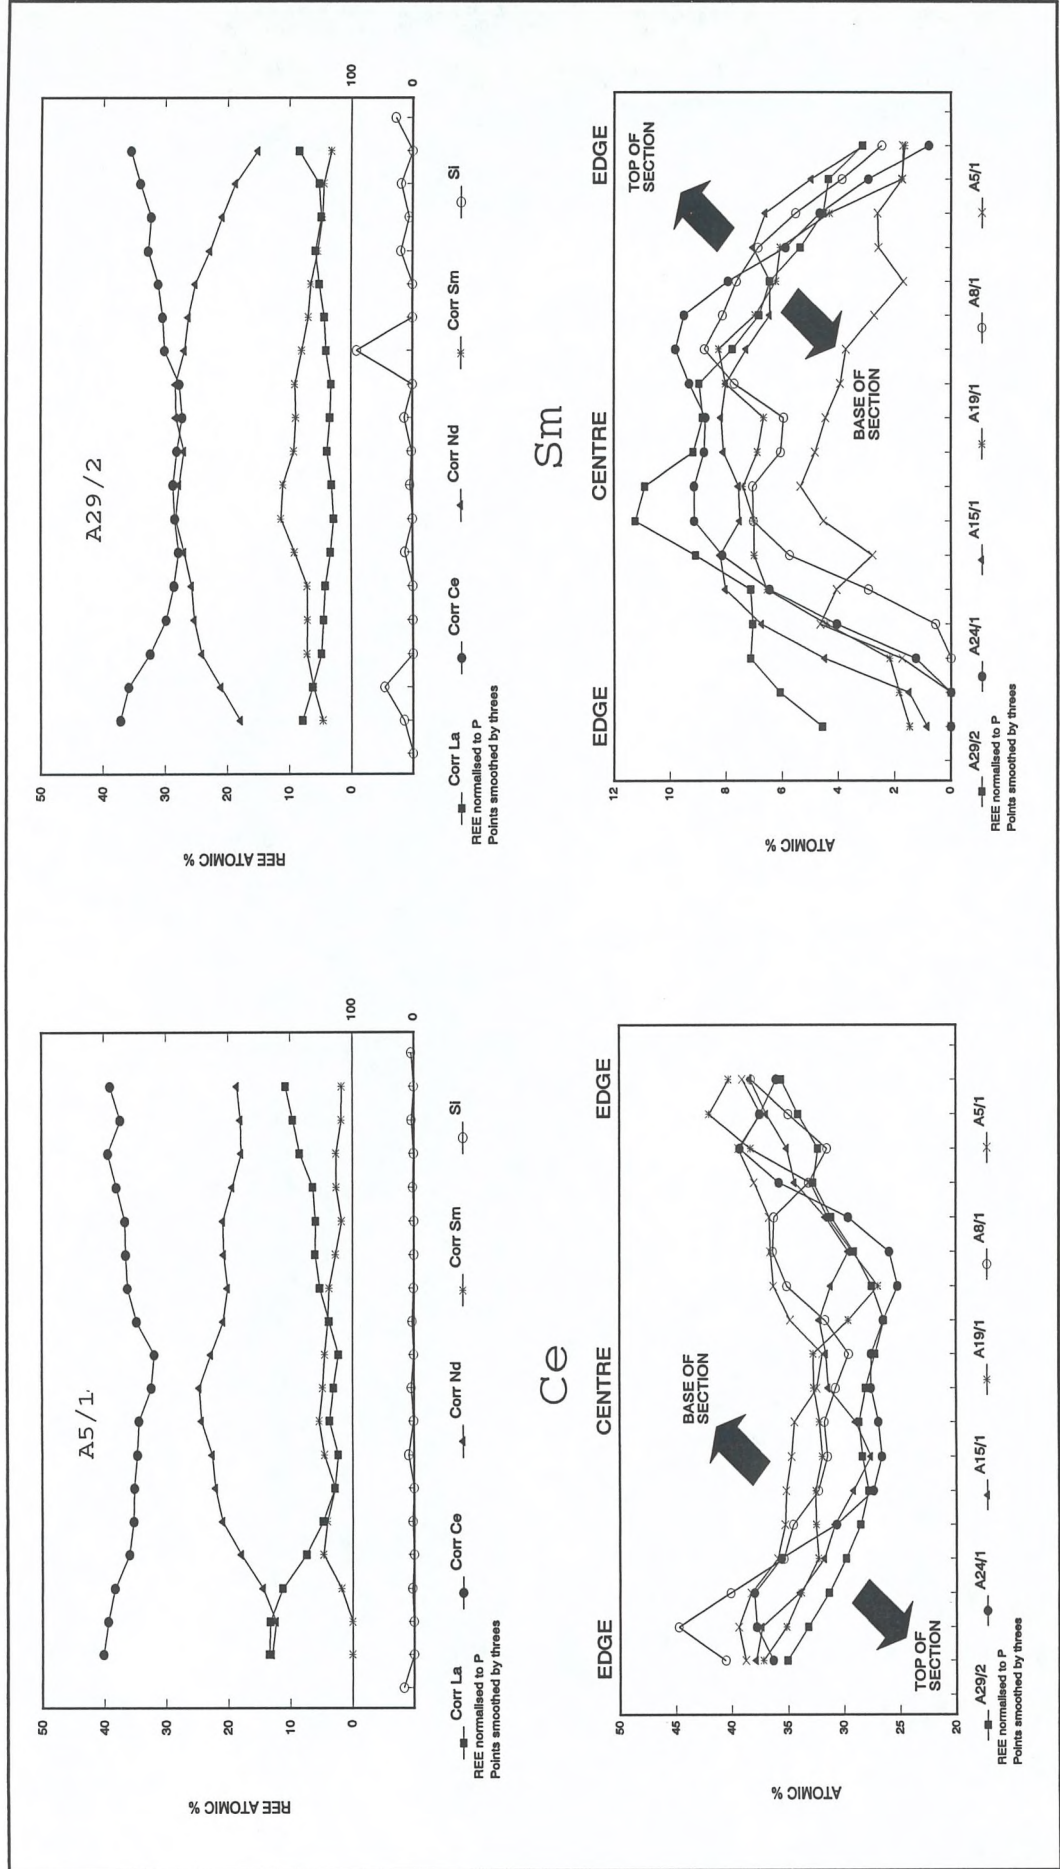 A5/1
REE ATOMIC %
50
40
30
20
10
0
100
0
Corr La
Corr Ce
Corr Nd
Corr Sm
Si
REE normalised to P
Points smoothed by threes
A29/2
REE ATOMIC %
50
40
30
20
10
0
100
0
Corr La
Corr Ce
Corr Nd
Corr Sm
Si
REE normalised to P
Points smoothed by threes
Ce
EDGE
CENTRE
EDGE
BASE OF
SECTION
TOP OF
SECTION
ATOMIC %
50
45
40
35
30
25
20
A29/2
A24/1
A15/1
A19/1
A8/1
A5/1
REE normalised to P
Points smoothed by threes
Sm
EDGE
CENTRE
EDGE
TOP OF
SECTION
BASE OF
SECTION
ATOMIC %
12
10
8
6
4
2
0
A29/2
A24/1
A15/1
A19/1
A8/1
A5/1
REE normalised to P
Points smoothed by threes